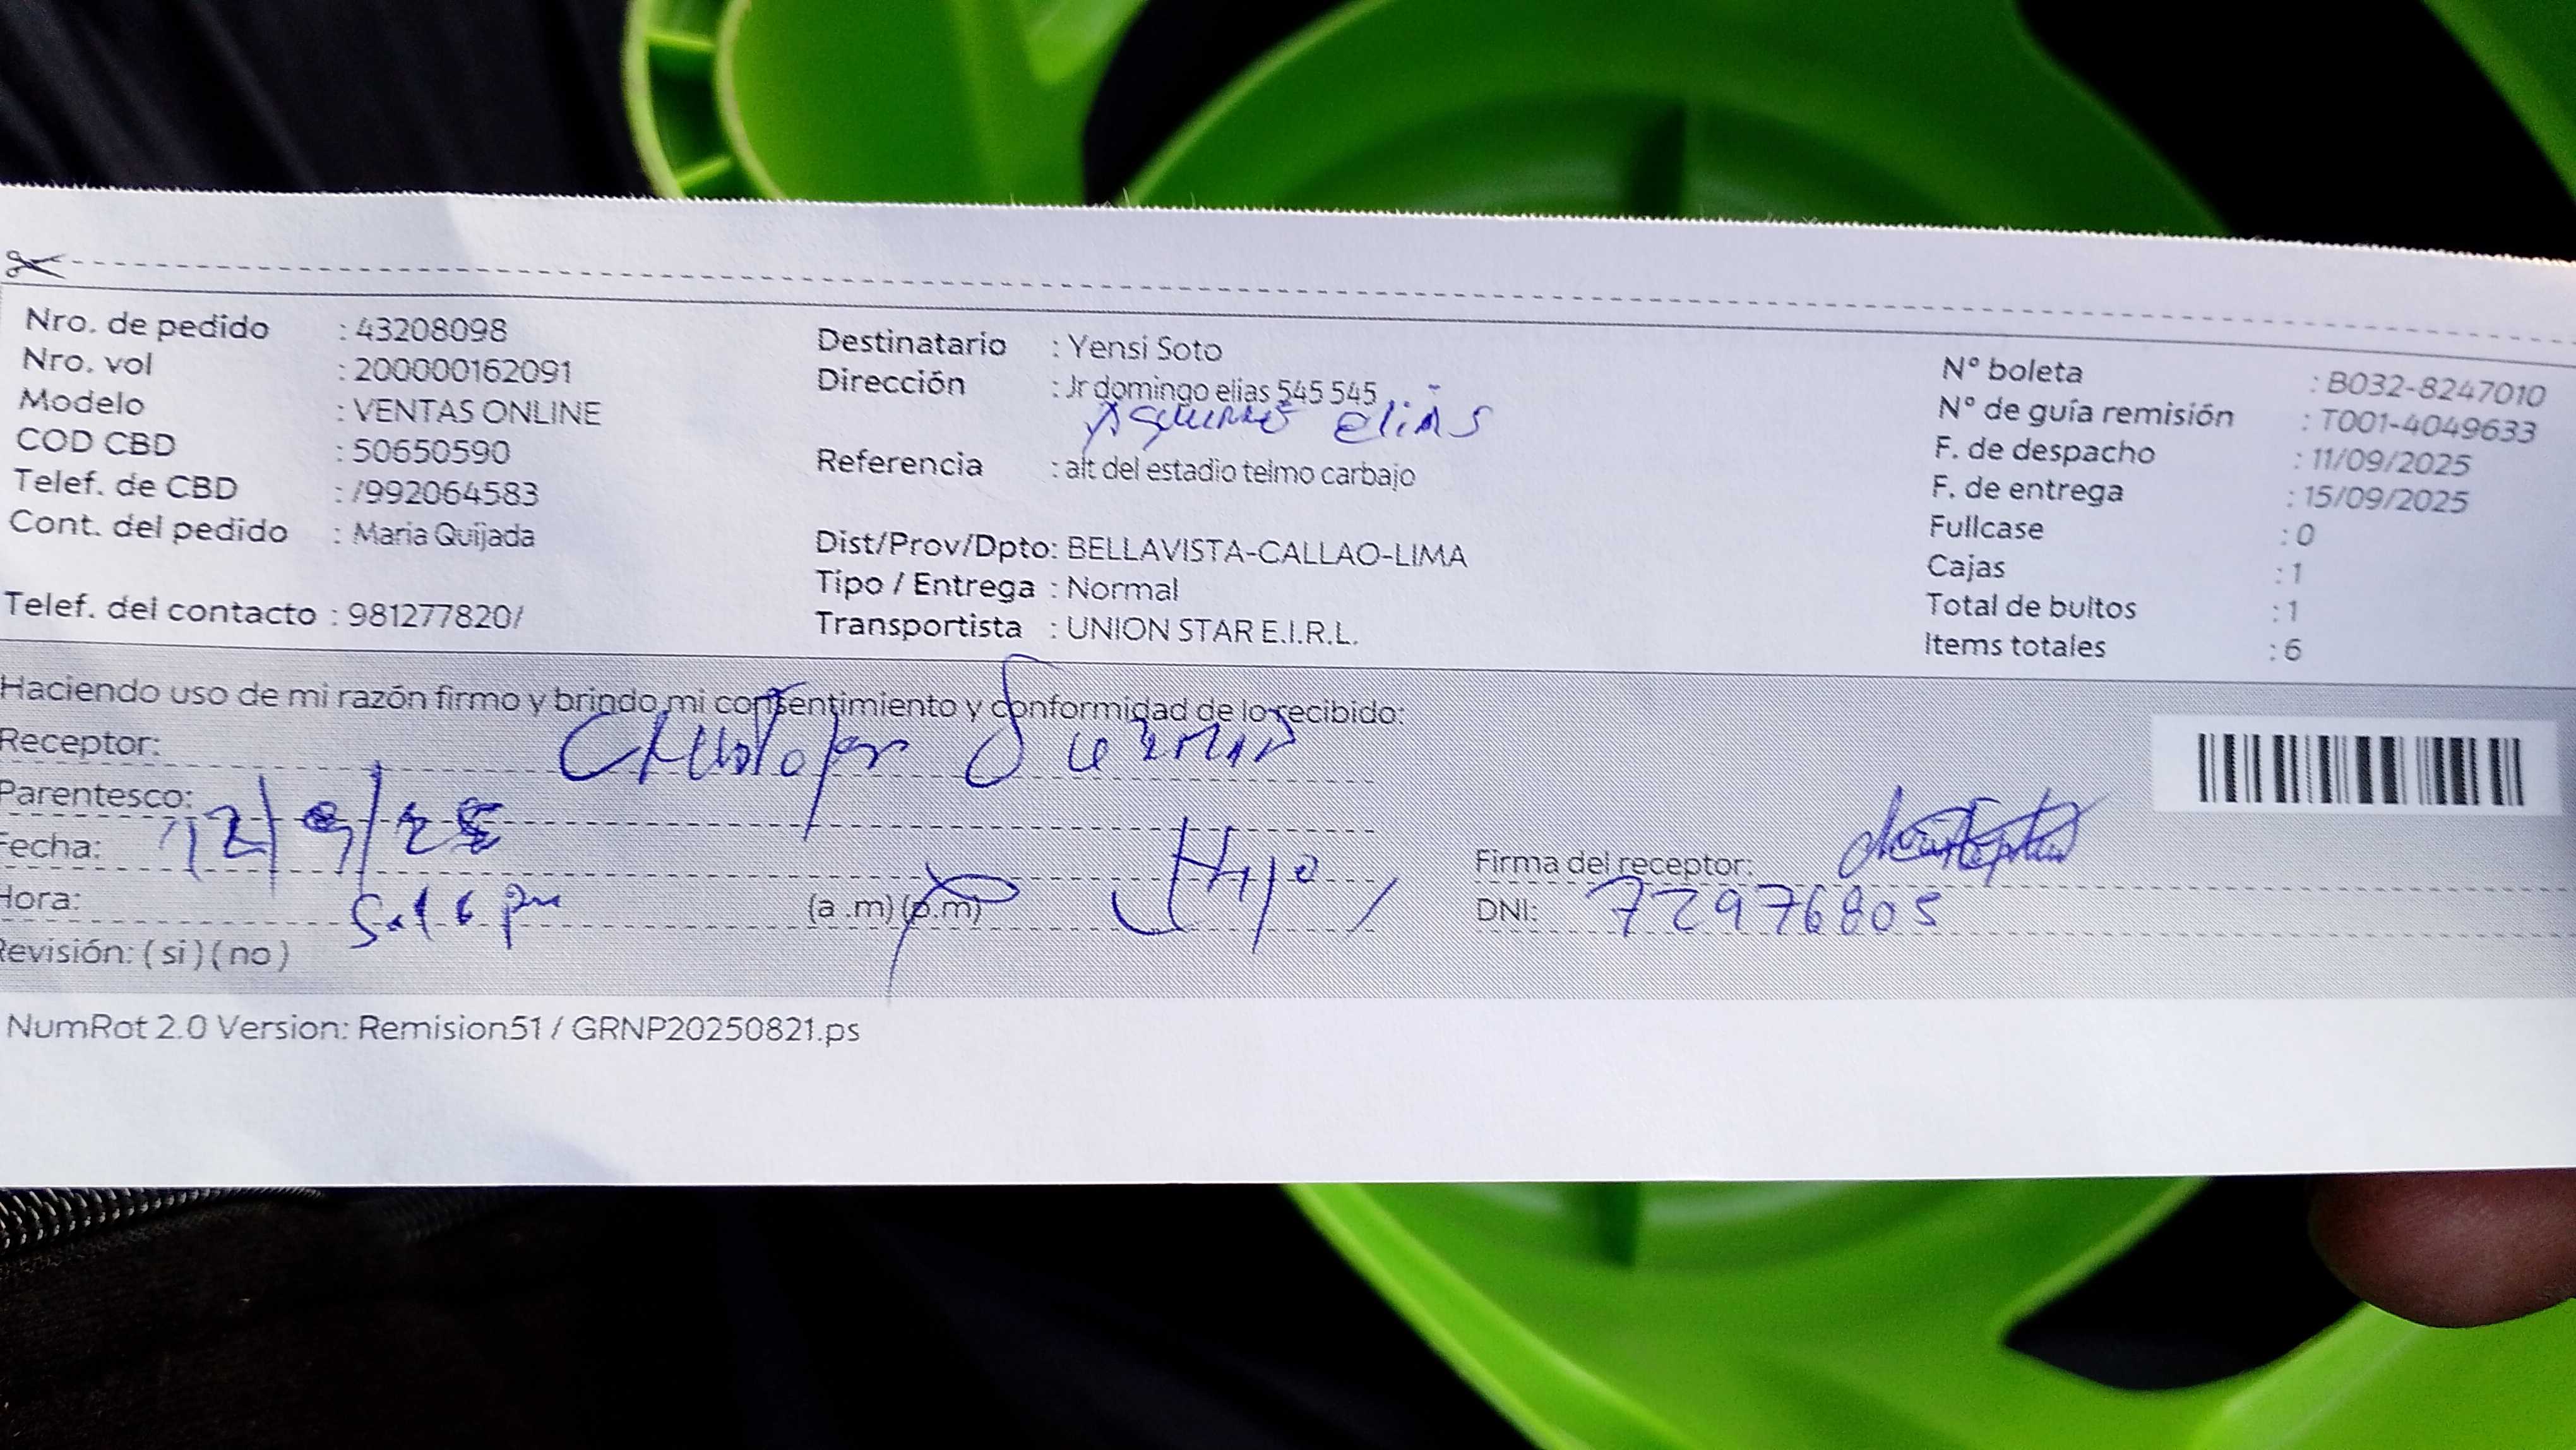 Nro. de pedido : 43208098
Nro. vol : 200000162091
Modelo : VENTAS ONLINE
COD CBD : 50650590
Telef. de CBD : /992064583
Cont. del pedido : Maria Quijada
Telef. del contacto : 981277820/
Destinatario : Yensi Soto
Dirección : Jr domingo elias 545 545
elias
Referencia : alt del estadio telmo carbajo
Dist/Prov/Dpto: BELLAVISTA-CALLAO-LIMA
Tipo / Entrega : Normal
Transportista : UNION STAR E.I.R.L.
N° boleta : B032-8247010
N° de guía remisión : T001-4049633
F. de despacho : 11/09/2025
F. de entrega : 15/09/2025
Fullcase : 0
Cajas : 1
Total de bultos : 1
Items totales : 6
Haciendo uso de mi razón firmo y brindo mi consentimiento y conformidad de lo recibido:
Receptor:
Parentesco:
Fecha: 12/9/25
Hora: (a .m) (p.m)
Revisión: ( si ) ( no )
Firma del receptor:
DNI: 72976805
NumRot 2.0 Version: Remision51 / GRNP20250821.ps